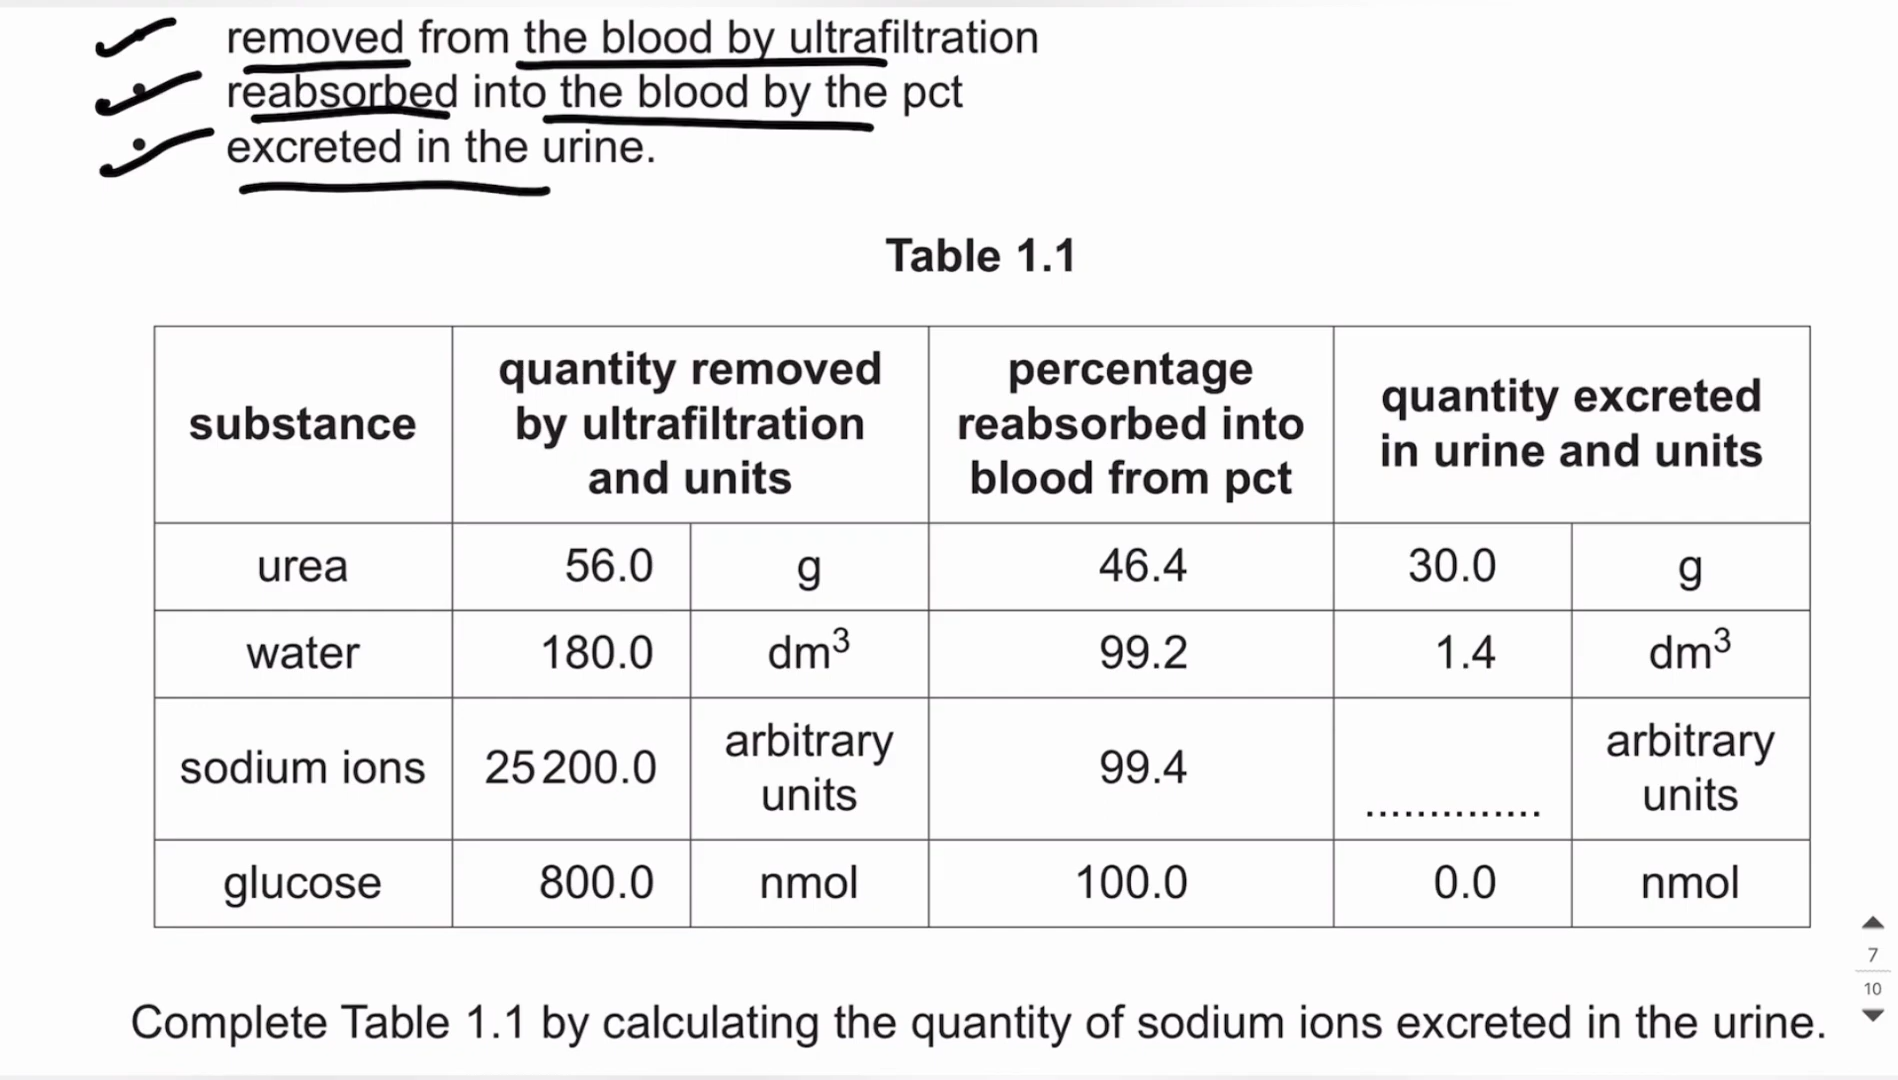 removed from the blood by ultrafiltration
reabsorbed into the blood by the pct
excreted in the urine.
Table 1.1
substance
quantity removed
by ultrafiltration
and units
percentage
reabsorbed into
blood from pct
quantity excreted
in urine and units
urea 56.0 g 46.4 30.0 g
water 180.0 dm³ 99.2 1.4 dm³
sodium ions 25 200.0 arbitrary units 99.4 .............. arbitrary units
glucose 800.0 nmol 100.0 0.0 nmol
7
10
Complete Table 1.1 by calculating the quantity of sodium ions excreted in the urine.